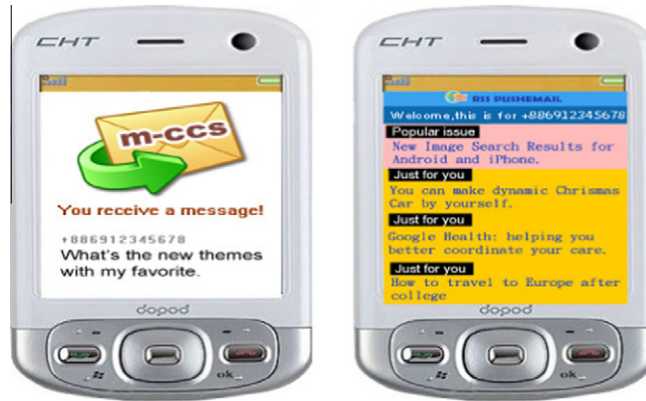 CHT
m-ccs
You receive a message!
+886912345678
What's the new themes
with my favorite.
dopod
ok
CHT
RSS PUSHEMAIL
Welcome,this is for +886912345678
Popular issue
New Image Search Results for
Android and iPhone.
Just for you
You can make dynamic Chrismas
Car by yourself.
Just for you
Google Health: helping you
better coordinate your care.
Just for you
How to travel to Europe after
college
dopod
ok